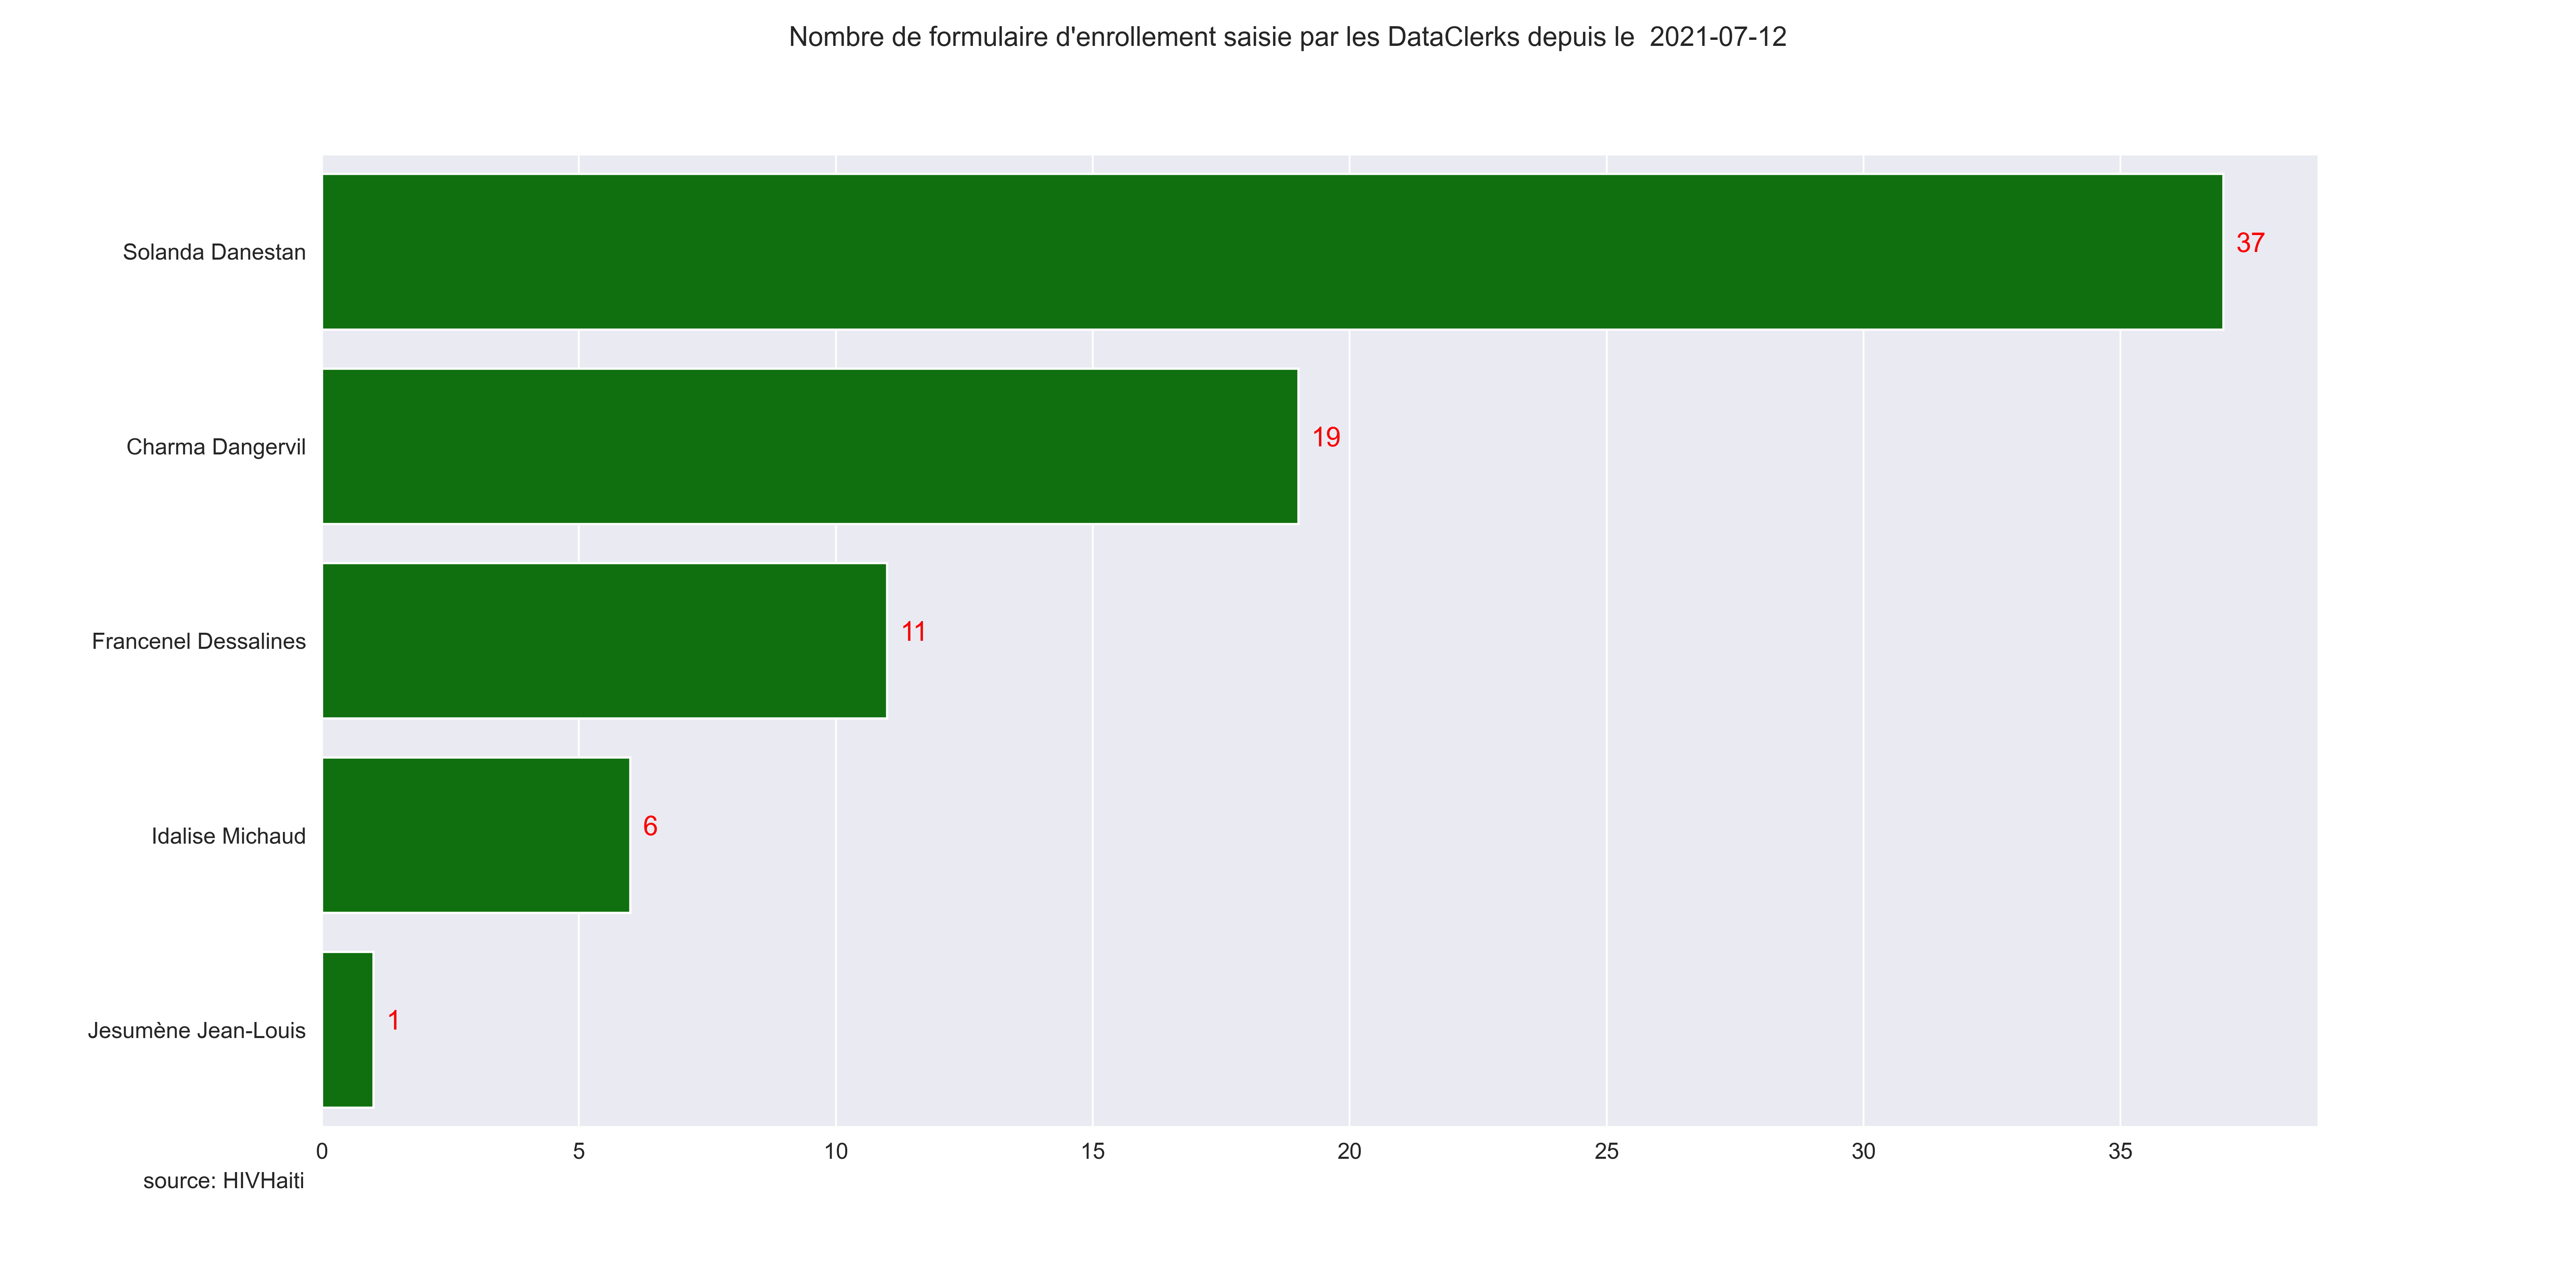 Nombre de formulaire d'enrollement saisie par les DataClerks depuis le  2021-07-12
Solanda Danestan
37
Charma Dangervil
19
Francenel Dessalines
11
Idalise Michaud
6
Jesumène Jean-Louis
1
0 5 10 15 20 25 30 35
source: HIVHaiti